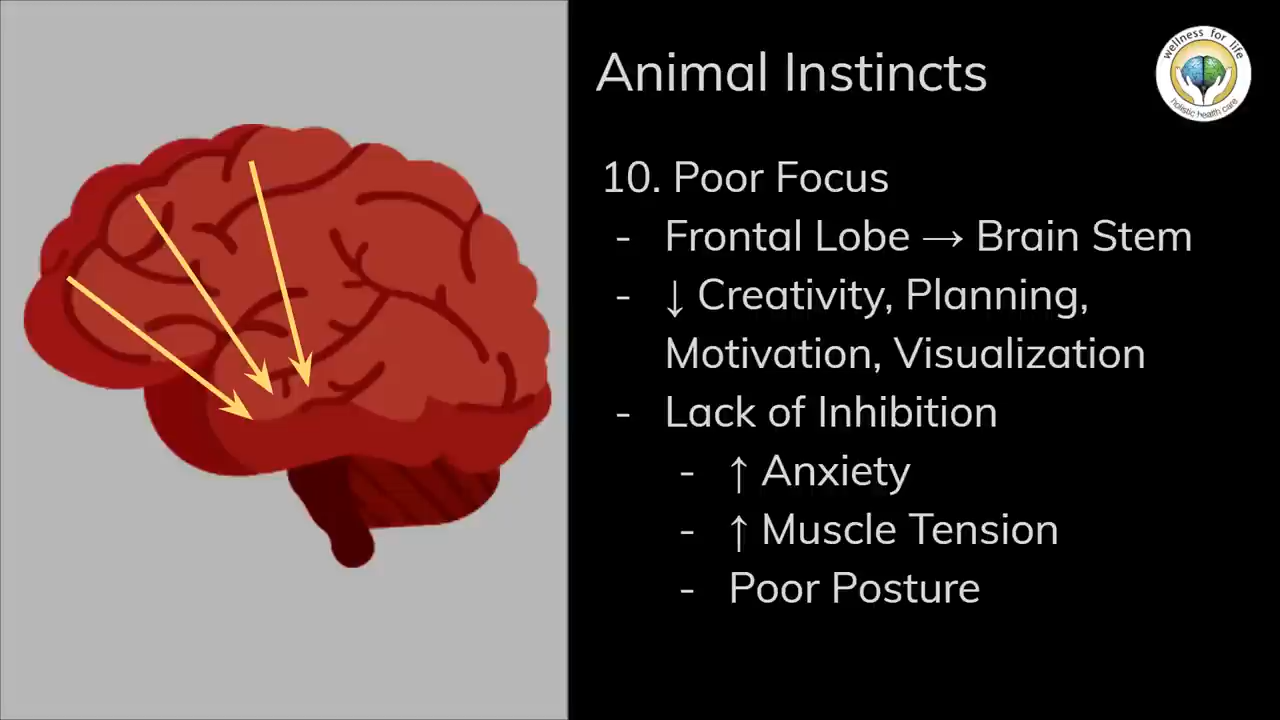 Animal Instincts
wellness for life
holistic health care
10. Poor Focus
- Frontal Lobe → Brain Stem
- ↓ Creativity, Planning,
Motivation, Visualization
- Lack of Inhibition
- ↑ Anxiety
- ↑ Muscle Tension
- Poor Posture